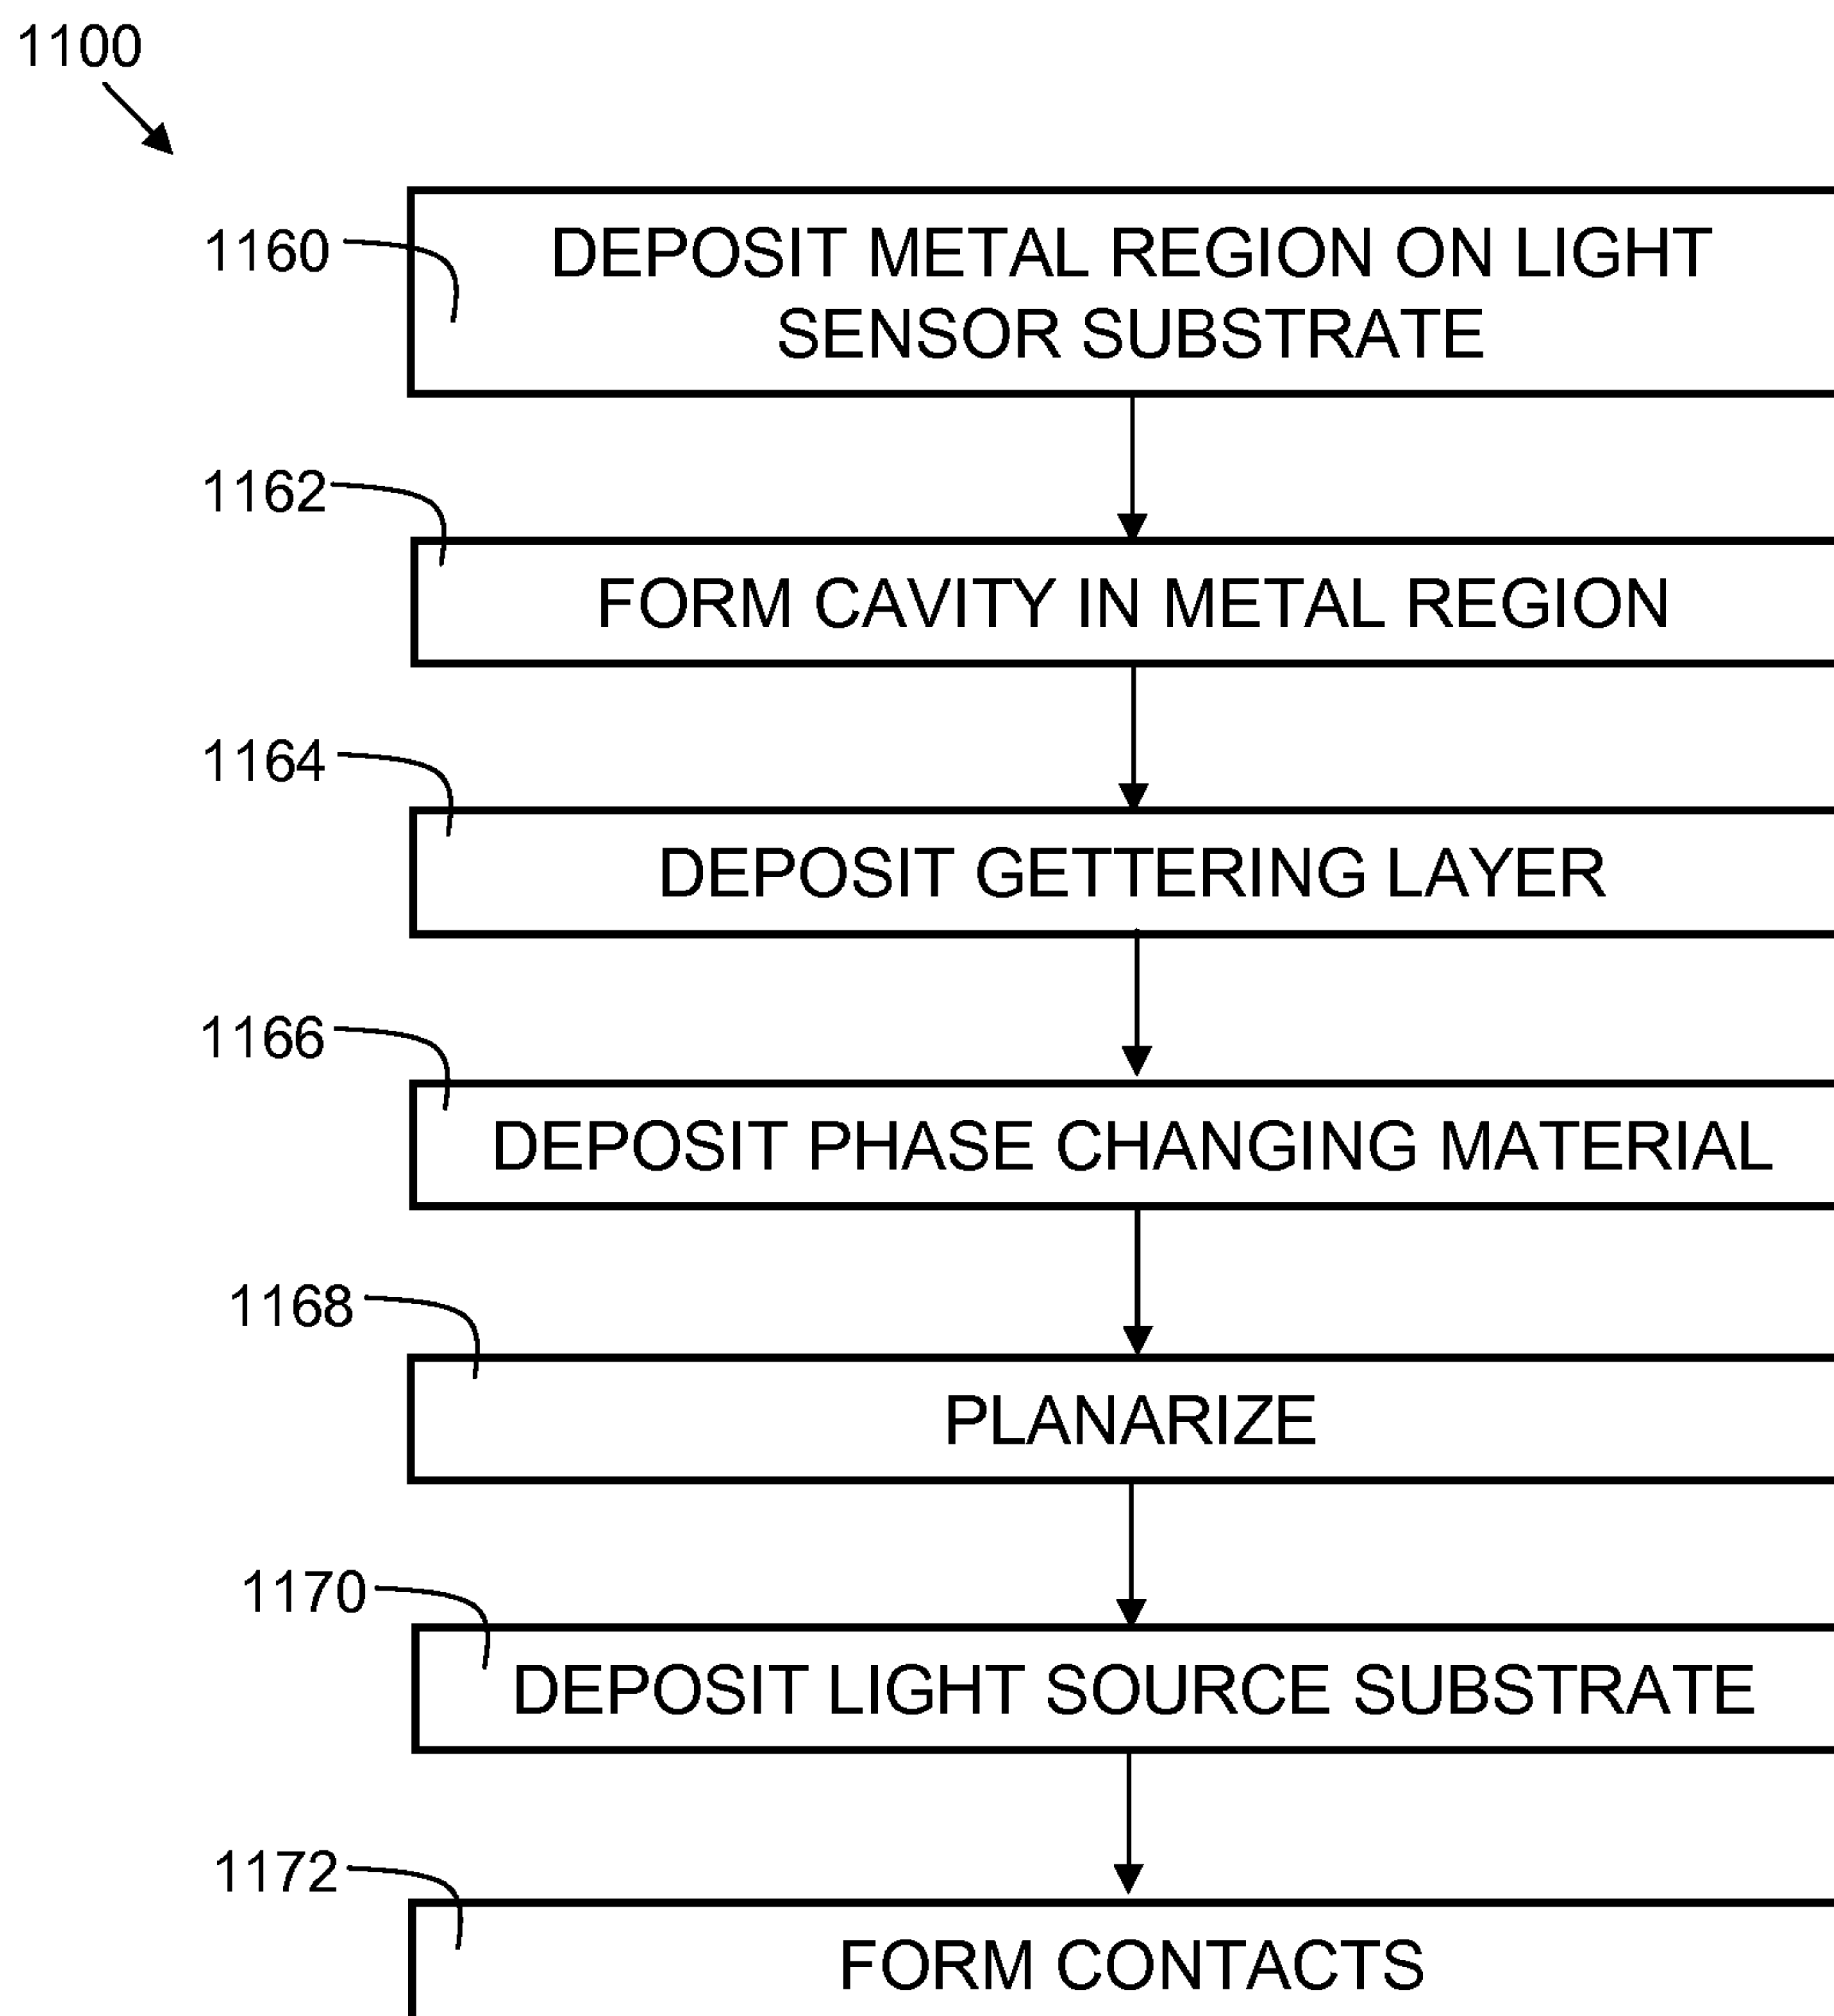 1100
1160
DEPOSIT METAL REGION ON LIGHT
SENSOR SUBSTRATE
1162
FORM CAVITY IN METAL REGION
1164
DEPOSIT GETTERING LAYER
1166
DEPOSIT PHASE CHANGING MATERIAL
1168
PLANARIZE
1170
DEPOSIT LIGHT SOURCE SUBSTRATE
1172
FORM CONTACTS